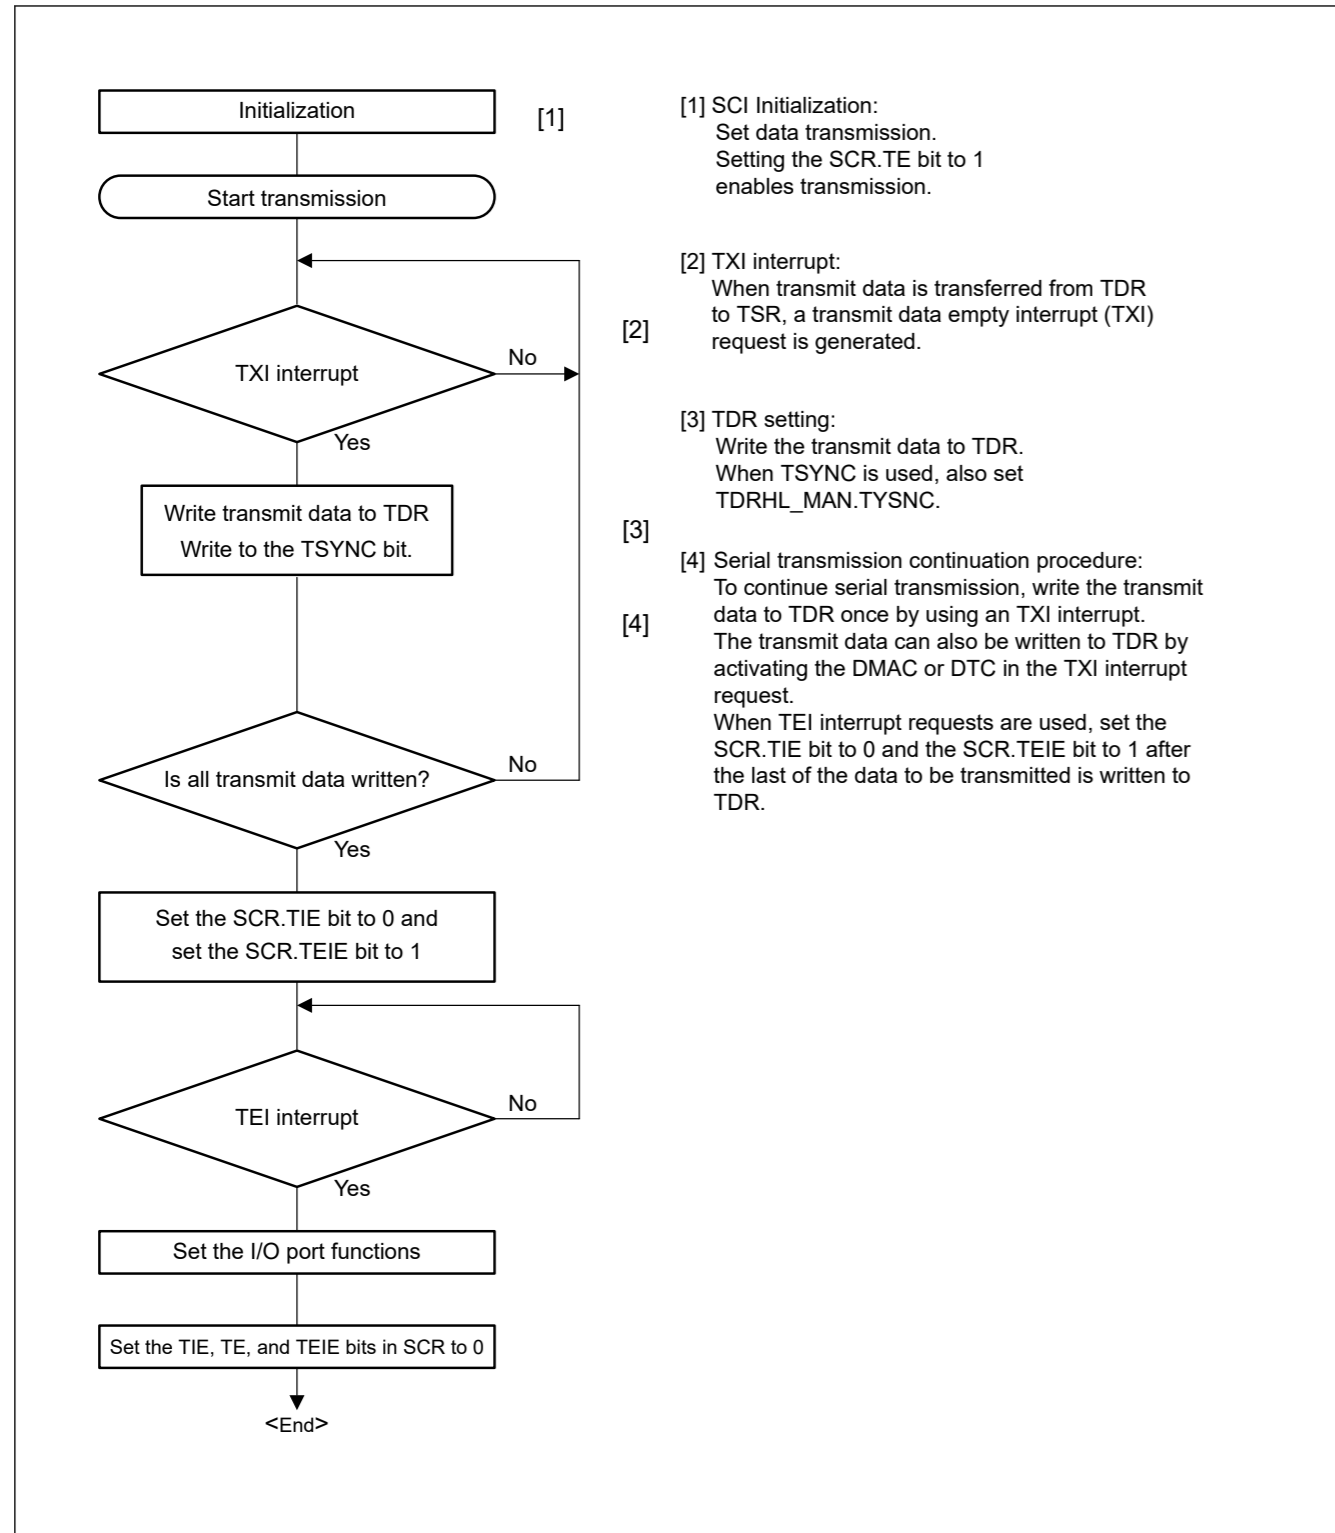 Initialization
[1]
Start transmission
[2]
TXI interrupt
No
Yes
Write transmit data to TDR
Write to the TSYNC bit.
[3]
[4]
Is all transmit data written?
No
Yes
Set the SCR.TIE bit to 0 and
set the SCR.TEIE bit to 1
TEI interrupt
No
Yes
Set the I/O port functions
Set the TIE, TE, and TEIE bits in SCR to 0
<End>
[1] SCI Initialization:
Set data transmission.
Setting the SCR.TE bit to 1
enables transmission.
[2] TXI interrupt:
When transmit data is transferred from TDR
to TSR, a transmit data empty interrupt (TXI)
request is generated.
[3] TDR setting:
Write the transmit data to TDR.
When TSYNC is used, also set
TDRHL_MAN.TYSNC.
[4] Serial transmission continuation procedure:
To continue serial transmission, write the transmit
data to TDR once by using an TXI interrupt.
The transmit data can also be written to TDR by
activating the DMAC or DTC in the TXI interrupt
request.
When TEI interrupt requests are used, set the
SCR.TIE bit to 0 and the SCR.TEIE bit to 1 after
the last of the data to be transmitted is written to
TDR.